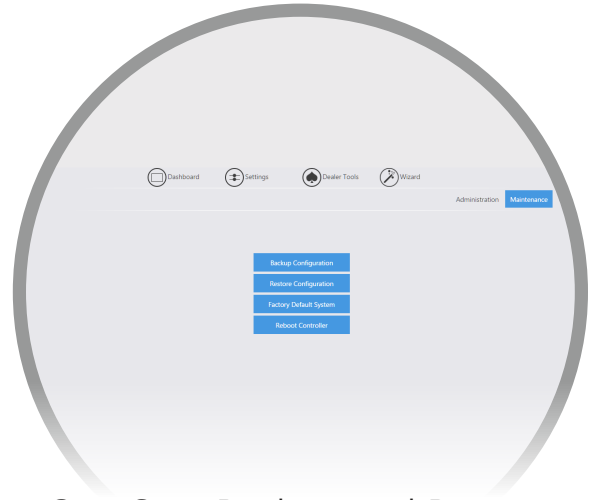 Dashboard Settings Dealer Tools Wizard
Administration Maintenance
Backup Configuration
Restore Configuration
Factory Default System
Reboot Controller